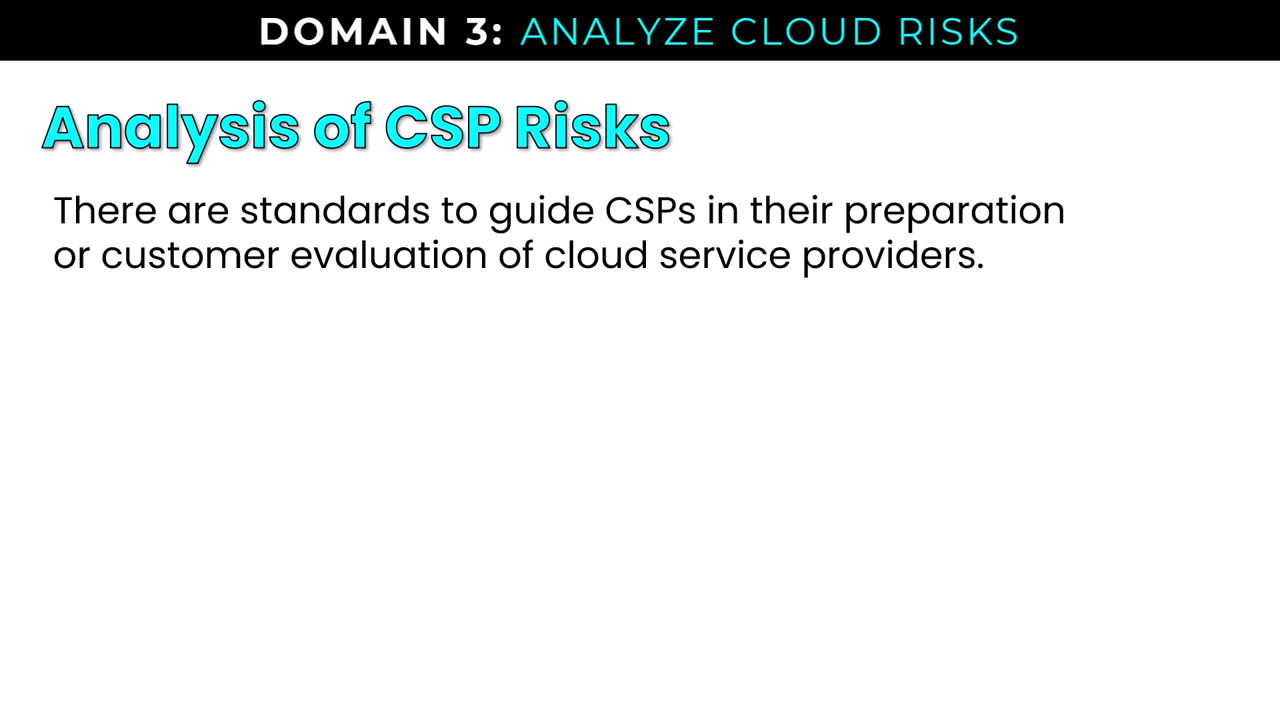 DOMAIN 3: ANALYZE CLOUD RISKS
Analysis of CSP Risks
There are standards to guide CSPs in their preparation
or customer evaluation of cloud service providers.